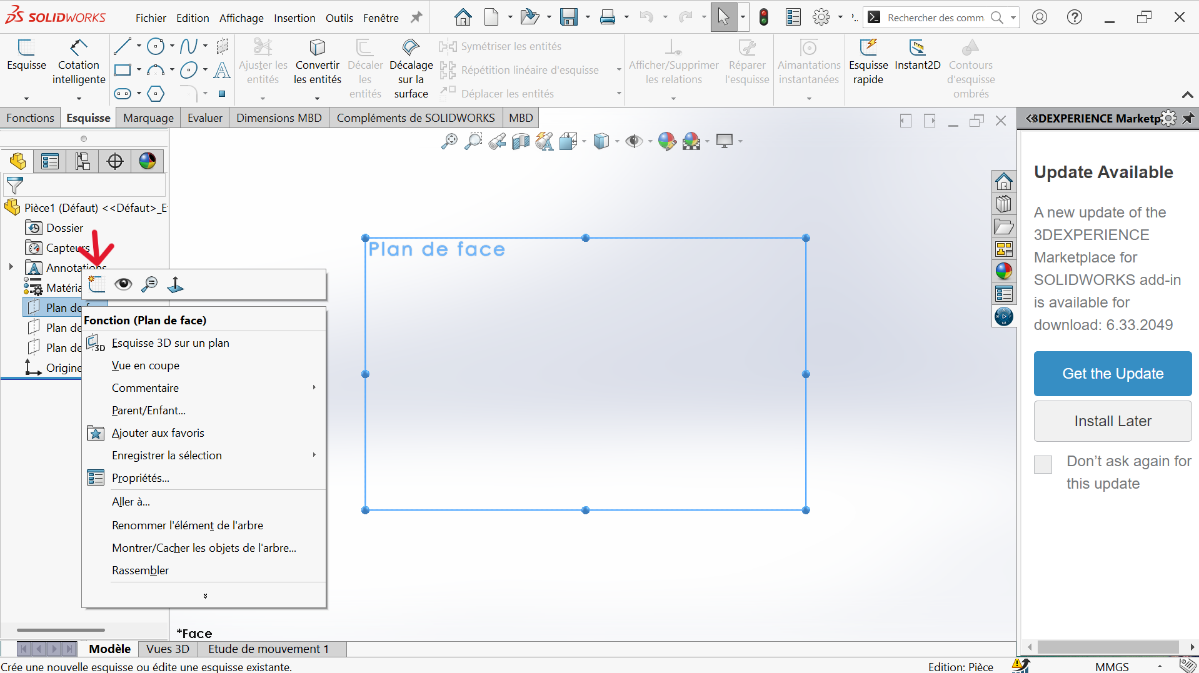 SOLIDWORKS Fichier Edition Affichage Insertion Outils Fenêtre Rechercher des comm
Esquisse
Cotation
intelligente
Ajuster les
entités
Convertir
les entités
Décaler
les
entités
Décalage
sur la
surface
Symétriser les entités
Répétition linéaire d'esquisse
Déplacer les entités
Afficher/Supprimer
les relations
Réparer
l'esquisse
Aimantations
instantanées
Esquisse
rapide
Instant2D
Contours
d'esquisse
ombrés
Fonctions Esquisse Marquage Evaluer Dimensions MBD Compléments de SOLIDWORKS MBD
3DEXPERIENCE Marketp
Pièce1 (Défaut) <<Défaut>_E
Dossier
Capteurs
Annotations
Matéria
Plan de f
Plan de
Plan de
Origine
Fonction (Plan de face)
Esquisse 3D sur un plan
Vue en coupe
Commentaire
Parent/Enfant...
Ajouter aux favoris
Enregistrer la sélection
Propriétés...
Aller à...
Renommer l'élément de l'arbre
Montrer/Cacher les objets de l'arbre...
Rassembler
Plan de face
*Face
Update Available
A new update of the
3DEXPERIENCE
Marketplace for
SOLIDWORKS add-in
is available for
download: 6.33.2049
Get the Update
Install Later
Don't ask again for
this update
Modèle Vues 3D Etude de mouvement 1
Crée une nouvelle esquisse ou édite une esquisse existante. Edition: Pièce MMGS